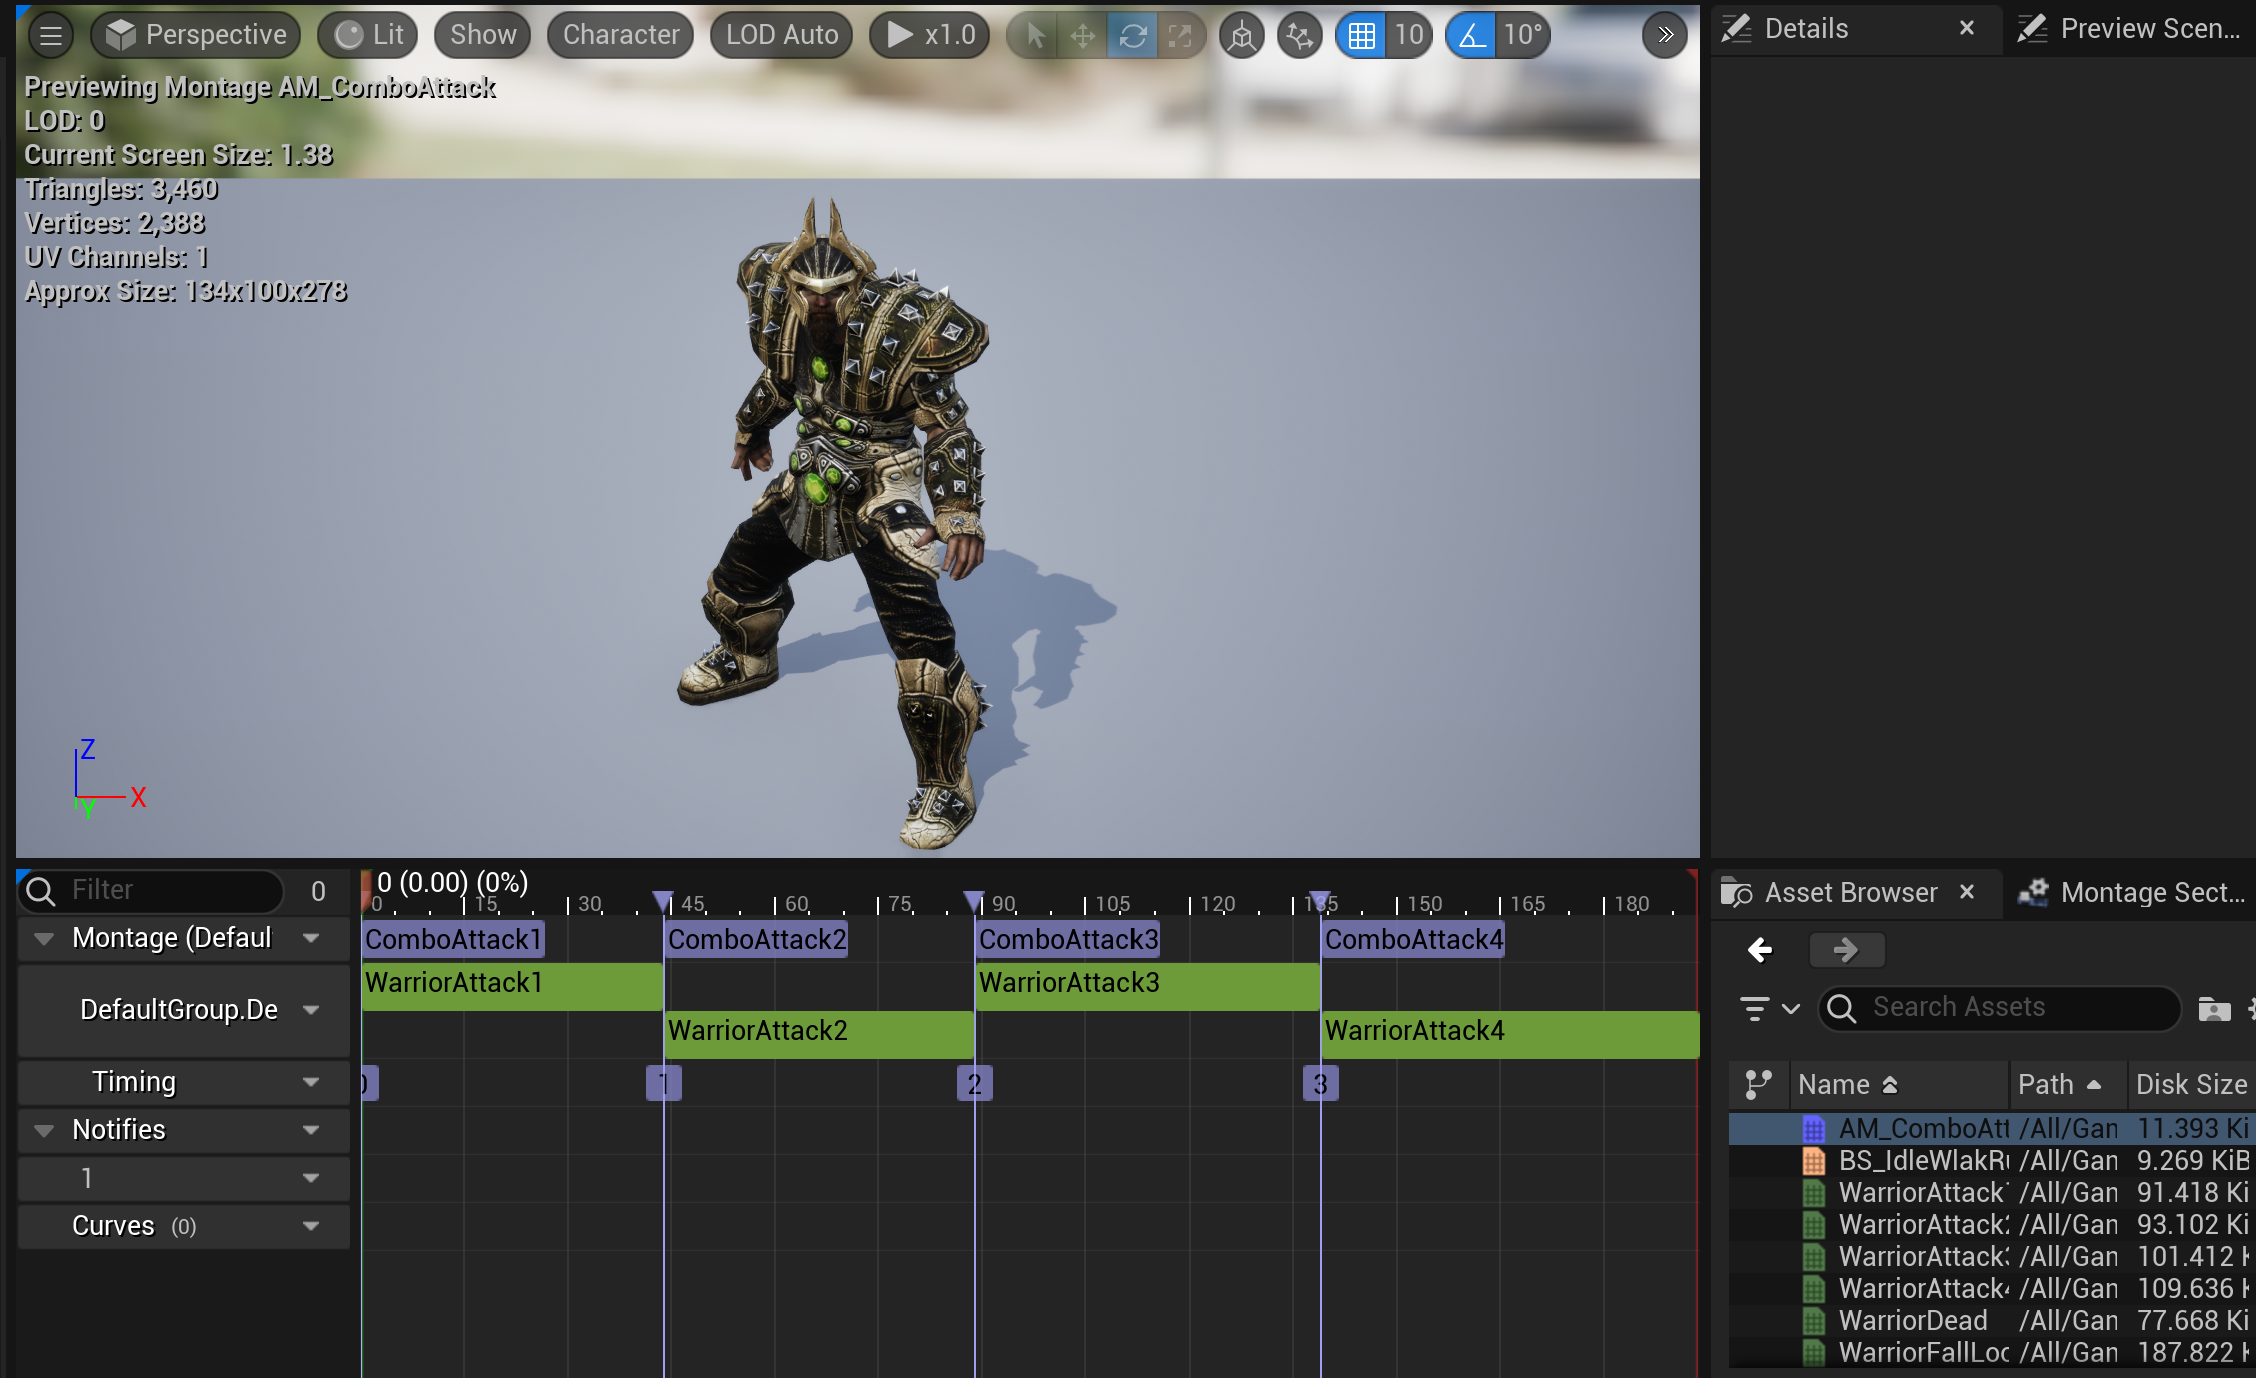 Perspective
Lit
Show
Character
LOD Auto
x1.0
10
10°
Details
Preview Scen...
Previewing Montage AM_ComboAttack
LOD: 0
Current Screen Size: 1.38
Triangles: 3,460
Vertices: 2,388
UV Channels: 1
Approx Size: 134x100x278
Z
X
Y
Filter
0
0 (0.00) (0%)
0 15 30 45 60 75 90 105 120 135 150 165 180
Montage (Defaul
ComboAttack1 ComboAttack2 ComboAttack3 ComboAttack4
WarriorAttack1 WarriorAttack3
DefaultGroup.De
WarriorAttack2 WarriorAttack4
Timing
0 1 2 3
Notifies
1
Curves (0)
Asset Browser
Montage Sect...
Search Assets
Name Path Disk Size
AM_ComboAtt /All/Gan 11.393 Ki
BS_IdleWlakRu /All/Gan 9.269 KiB
WarriorAttack1 /All/Gan 91.418 Ki
WarriorAttack2 /All/Gan 93.102 Ki
WarriorAttack3 /All/Gan 101.412 K
WarriorAttack4 /All/Gan 109.636 K
WarriorDead /All/Gan 77.668 Ki
WarriorFallLoo /All/Gan 187.822 K